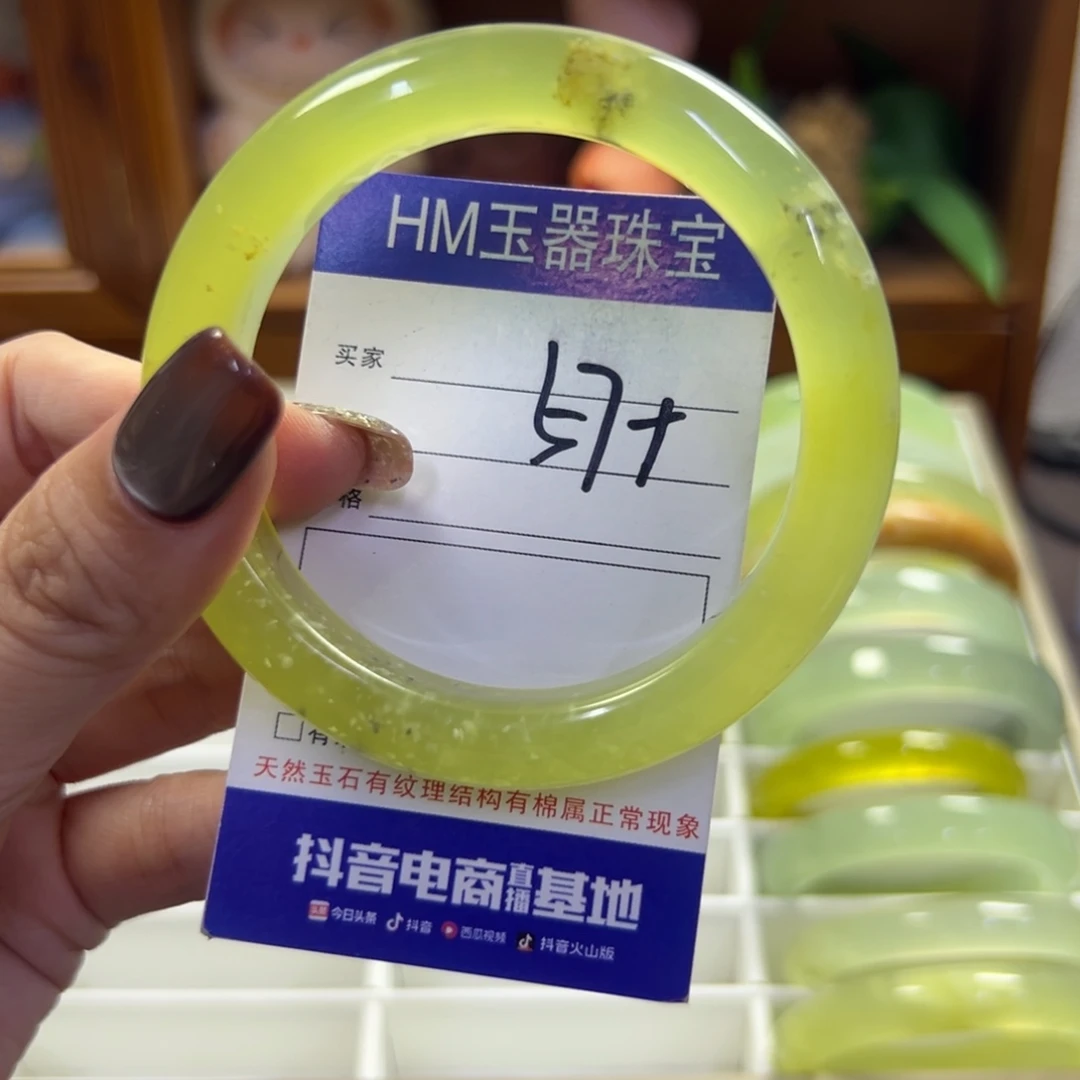 HM玉器珠宝
买家
格
天然玉石有纹理结构有棉属正常现象
抖音电商直播基地
今日头条 抖音 西瓜视频 抖音火山版